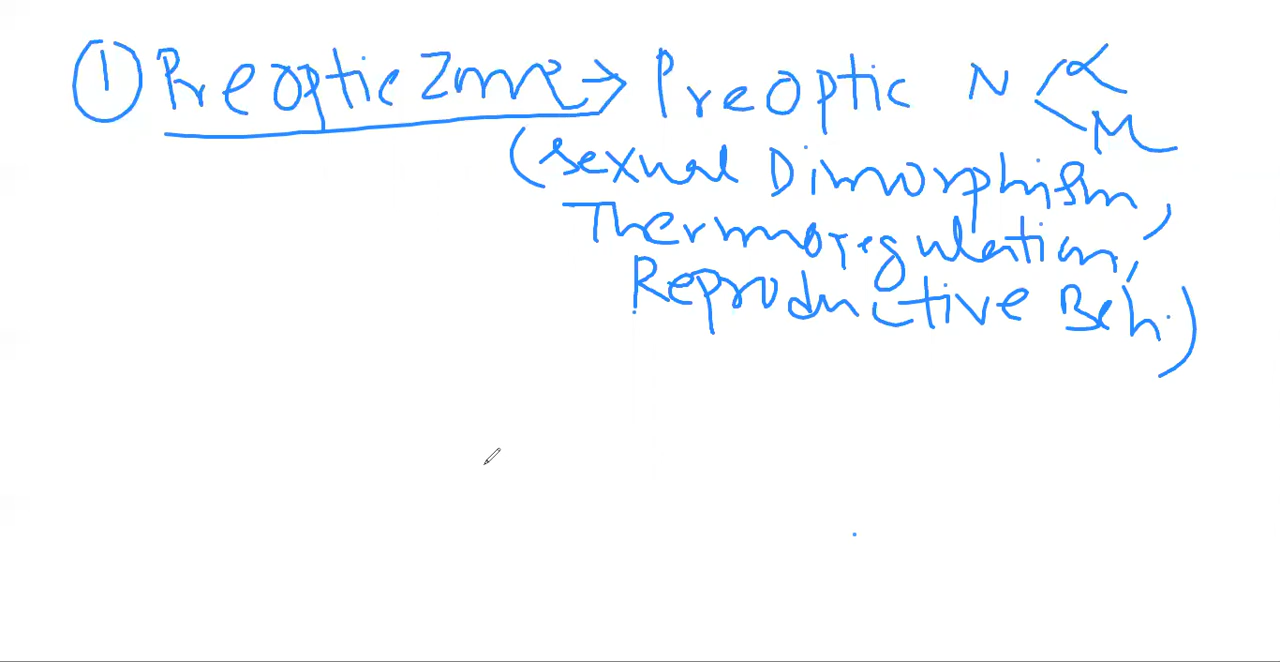 ① Preoptic Zone → Preoptic N < L
M
(Sexual Dimorphism,
Thermoregulation,
Reproductive Beh.)